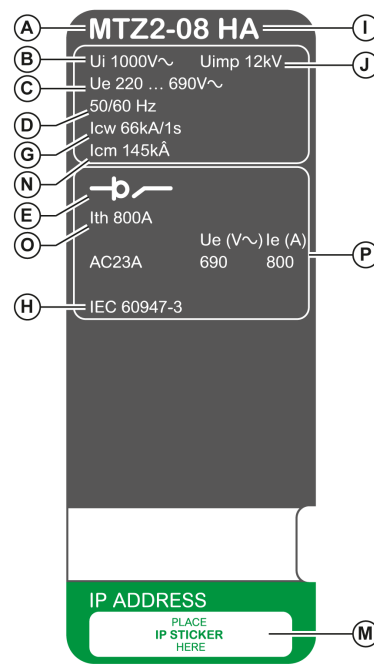 A MTZ2-08 HA I
B Ui 1000V∼ Uimp 12kV J
C Ue 220 ... 690V∼
D 50/60 Hz
G Icw 66kA/1s
N Icm 145kÂ
E
O Ith 800A
Ue (V∼) Ie (A)
AC23A 690 800 P
H IEC 60947-3
IP ADDRESS
PLACE
IP STICKER M
HERE